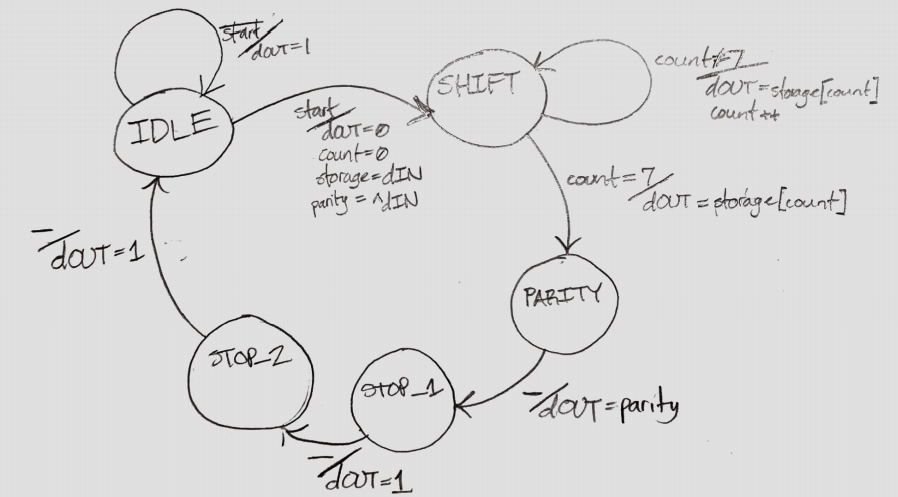 start/
dOUT=1
IDLE
start/
dOUT=0
count=0
storage=dIN
parity = ^dIN
SHIFT
count≠7/
dOUT=storage[count]
count++
count=7/
dOUT=storage[count]
PARITY
-/dOUT=parity
STOP_1
-/dOUT=1
STOP_2
-/dOUT=1